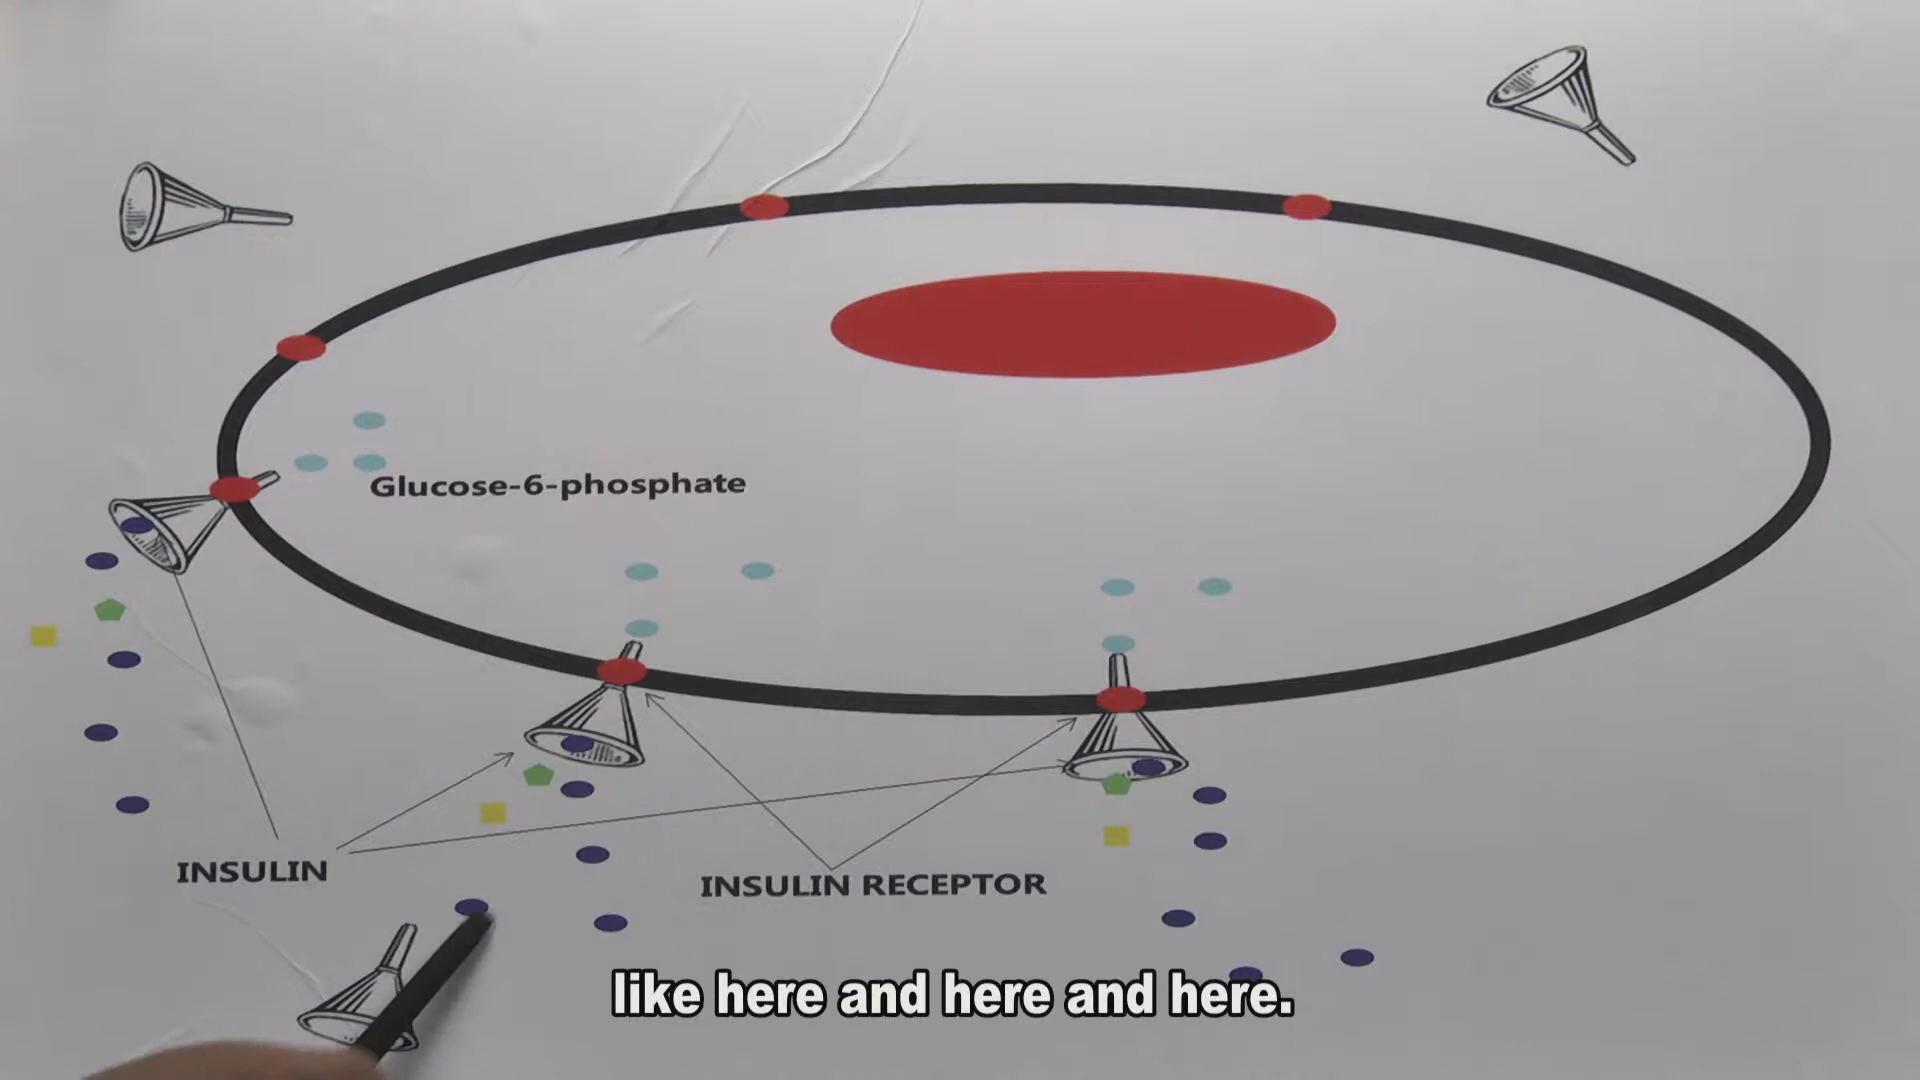 Glucose-6-phosphate
INSULIN
INSULIN RECEPTOR
like here and here and here.